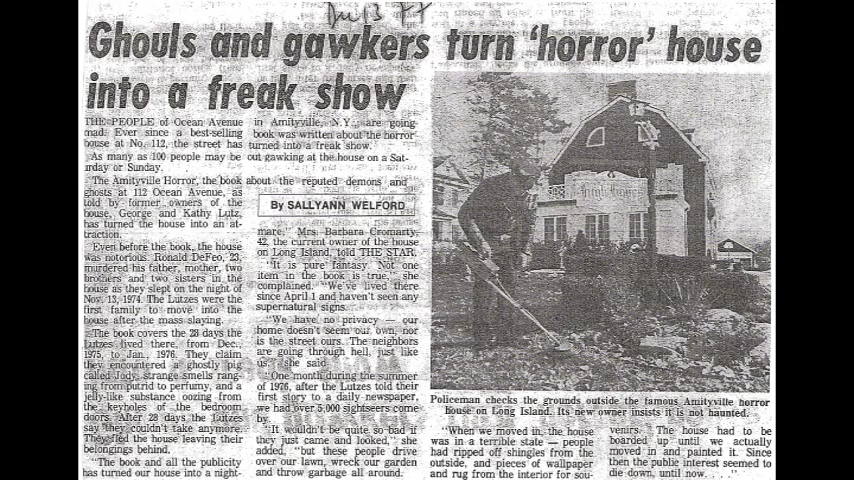 Dec 13 77
Ghouls and gawkers turn 'horror' house
into a freak show
THE PEOPLE of Ocean Avenue in Amityville, N.Y., are going
mad. Ever since a best-selling book was written about the horror
house at No. 112, the street has turned into a freak show.
As many as 100 people may be out gawking at the house on a Sat-
urday or Sunday.
The Amityville Horror, the book about the reputed demons and
ghosts at 112 Ocean Avenue, as
told by former owners of the
house, George and Kathy Lutz,
has turned the house into an at-
traction.
Even before the book, the house
was notorious. Ronald DeFeo, 23,
murdered his father, mother, two
brothers and two sisters in the
house as they slept on the night of
Nov. 13, 1974. The Lutzes were the
first family to move into the
house after the mass slaying.
The book covers the 28 days the
Lutzes lived there, from Dec.,
1975, to Jan., 1976. They claim
they encountered a ghostly pig
called Jody, strange smells rang-
ing from putrid to perfumy, and a
jelly-like substance oozing from
the keyholes of the bedroom
doors. After 28 days the Lutzes
say they couldn't take anymore.
They fled the house leaving their
belongings behind.
"The book and all the publicity
has turned our house into a night-
By SALLYANN WELFORD
mare," Mrs. Barbara Cromarty,
42, the current owner of the house
on Long Island, told THE STAR.
"It is pure fantasy. Not one
item in the book is true," she
complained. "We've lived there
since April 1 and haven't seen any
supernatural signs.
"We have no privacy — our
home doesn't seem our own, nor
is the street ours. The neighbors
are going through hell, just like
us," she said.
"One month during the summer
of 1976, after the Lutzes told their
first story to a daily newspaper,
we had over 5,000 sightseers come
by.
"It wouldn't be quite so bad if
they just came and looked," she
added, "but these people drive
over our lawn, wreck our garden
and throw garbage all around.
High Hopes
Policeman checks the grounds outside the famous Amityville horror
house on Long Island. Its new owner insists it is not haunted.
"When we moved in, the house
was in a terrible state — people
had ripped off shingles from the
outside, and pieces of wallpaper
and rug from the interior for sou-
venirs. The house had to be
boarded up until we actually
moved in and painted it. Since
then the public interest seemed to
die down, until now. . . ."